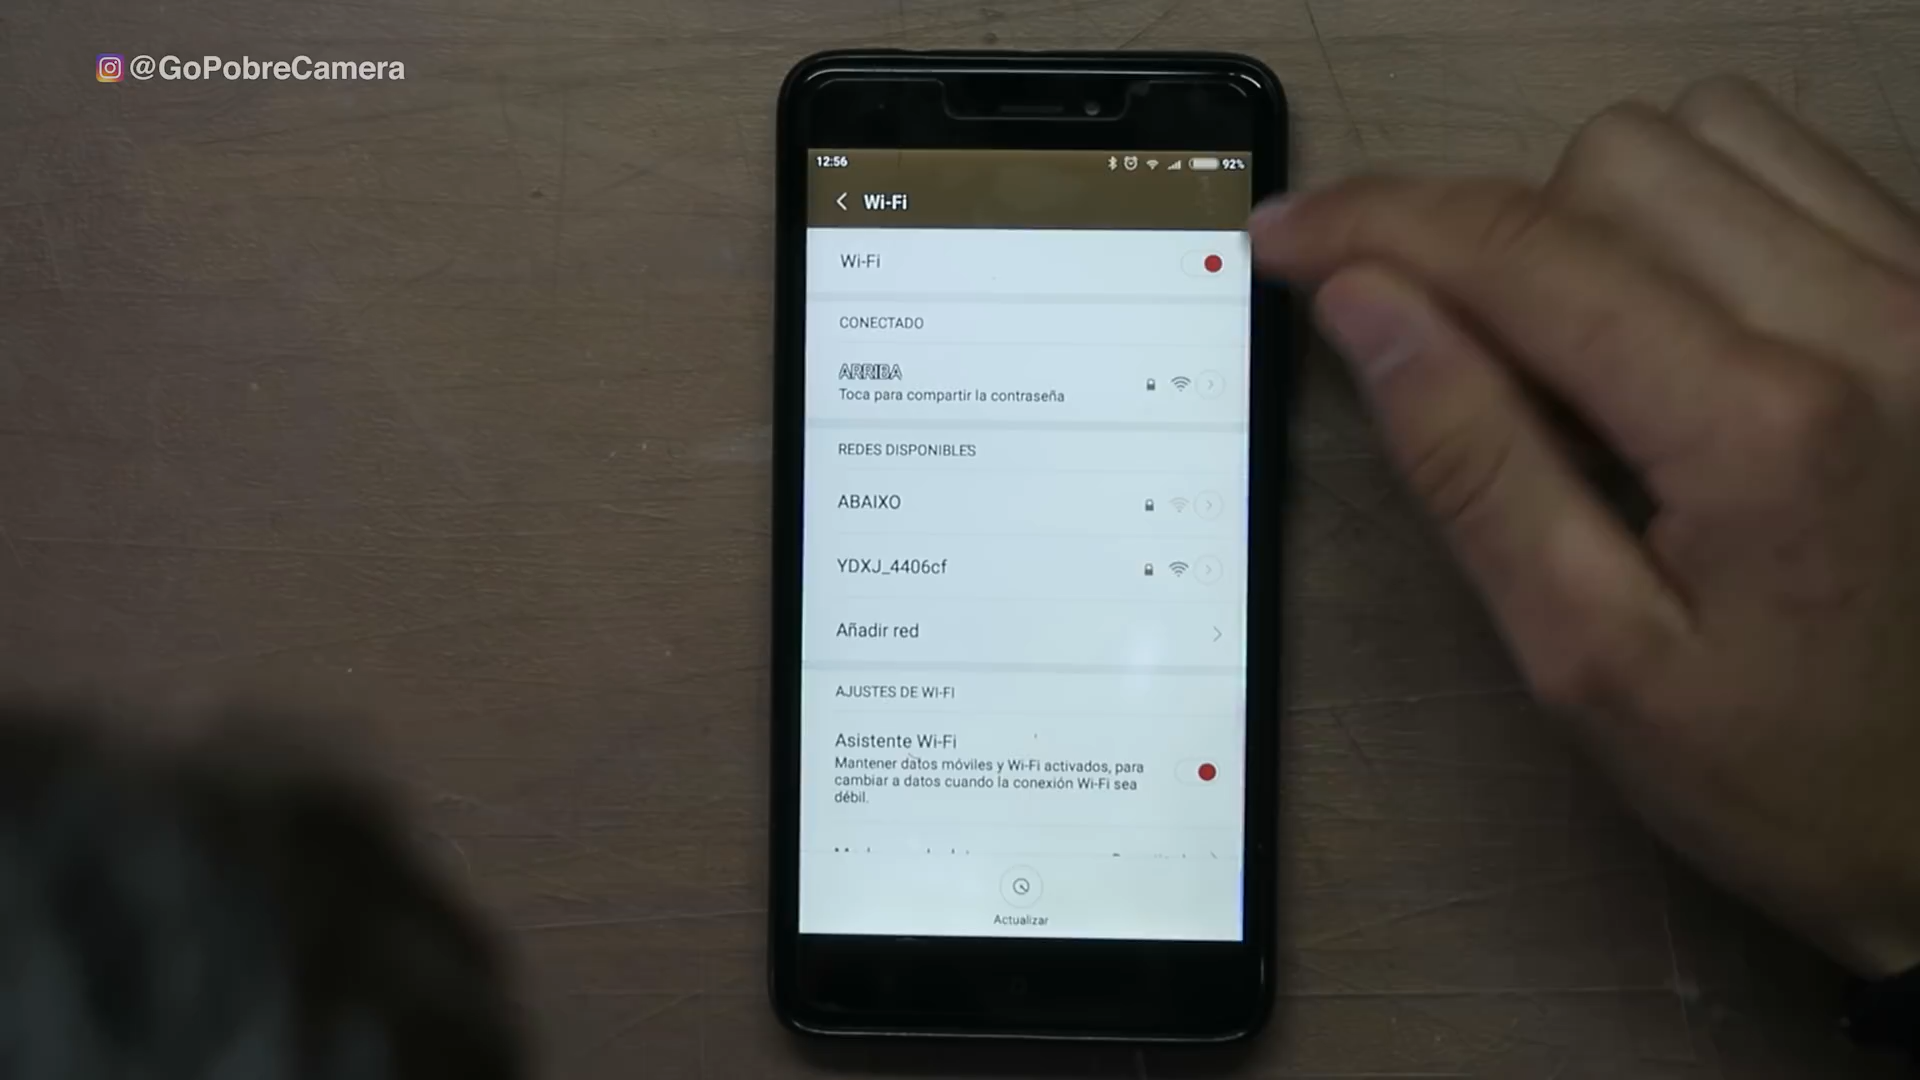 @GoPobreCamera
12:56
92%
Wi-Fi
Wi-Fi
CONECTADO
ARRIBA
Toca para compartir la contraseña
REDES DISPONIBLES
ABAIXO
YDXJ_4406cf
Añadir red
AJUSTES DE WI-FI
Asistente Wi-Fi
Mantener datos móviles y Wi-Fi activados, para
cambiar a datos cuando la conexión Wi-Fi sea
débil.
Actualizar